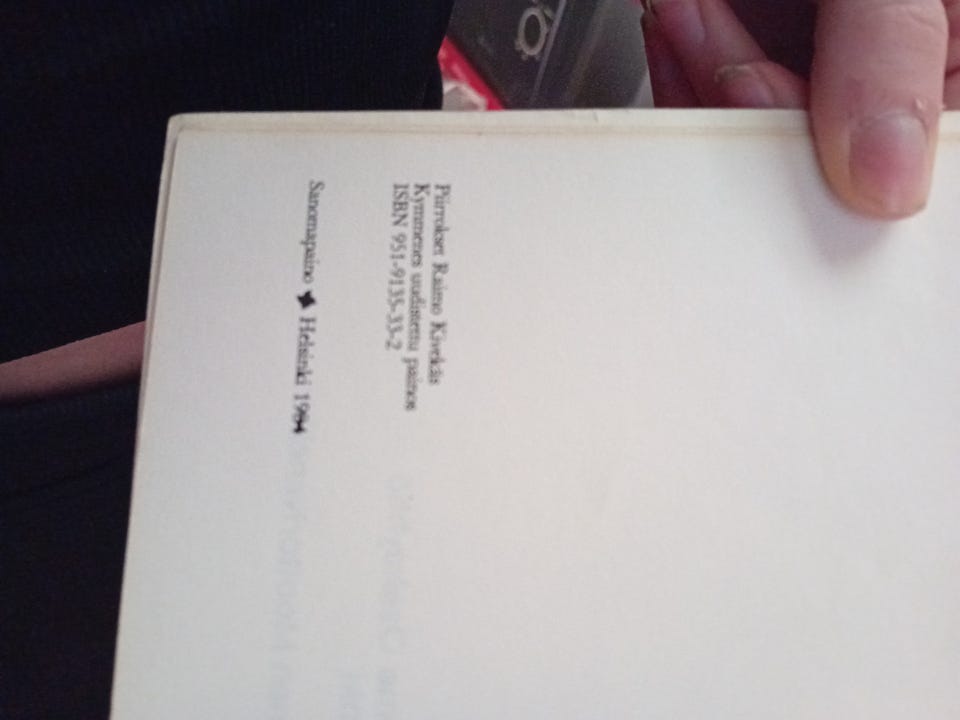 Piirrokset Raimo Kivekäs
Kymmenes uudistettu painos
ISBN 951-9135-33-2
Sanomapaino Helsinki 1984